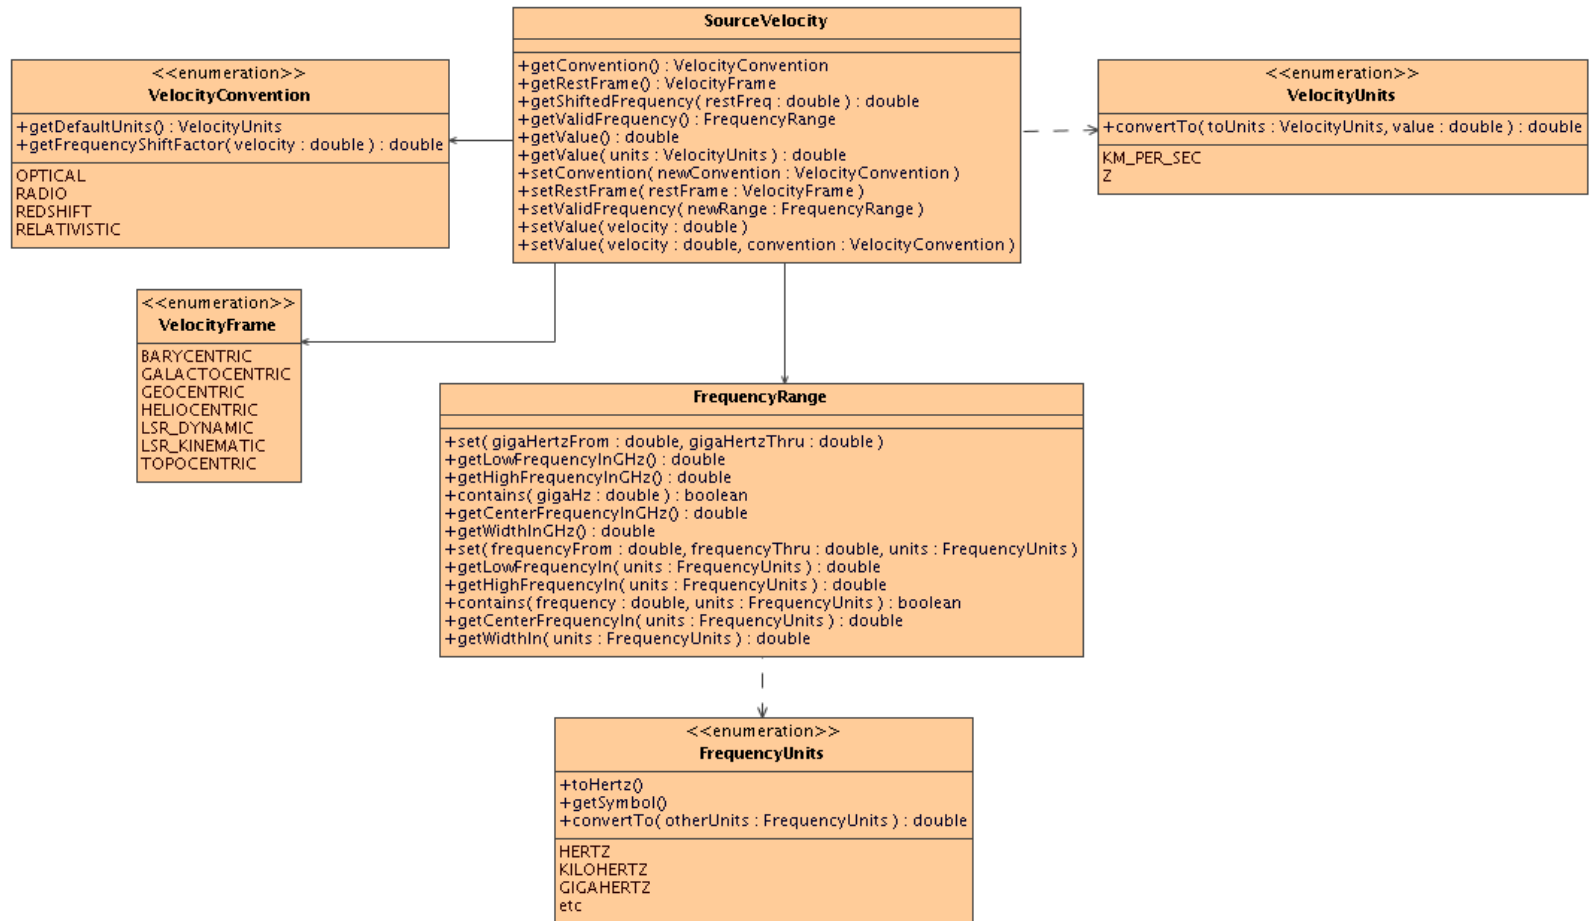 SourceVelocity
+getConvention() : VelocityConvention
+getRestFrame() : VelocityFrame
+getShiftedFrequency( restFreq : double ) : double
+getValidFrequency() : FrequencyRange
+getValue() : double
+getValue( units : VelocityUnits ) : double
+setConvention( newConvention : VelocityConvention )
+setRestFrame( restFrame : VelocityFrame )
+setValidFrequency( newRange : FrequencyRange )
+setValue( velocity : double )
+setValue( velocity : double, convention : VelocityConvention )
<<enumeration>>
VelocityConvention
+getDefaultUnits() : VelocityUnits
+getFrequencyShiftFactor( velocity : double ) : double
OPTICAL
RADIO
REDSHIFT
RELATIVISTIC
<<enumeration>>
VelocityUnits
+convertTo( toUnits : VelocityUnits, value : double ) : double
KM_PER_SEC
Z
<<enumeration>>
VelocityFrame
BARYCENTRIC
GALACTOCENTRIC
GEOCENTRIC
HELIOCENTRIC
LSR_DYNAMIC
LSR_KINEMATIC
TOPOCENTRIC
FrequencyRange
+set( gigaHertzFrom : double, gigaHertzThru : double )
+getLowFrequencyInGHz() : double
+getHighFrequencyInGHz() : double
+contains( gigaHz : double ) : boolean
+getCenterFrequencyInGHz() : double
+getWidthInGHz() : double
+set( frequencyFrom : double, frequencyThru : double, units : FrequencyUnits )
+getLowFrequencyIn( units : FrequencyUnits ) : double
+getHighFrequencyIn( units : FrequencyUnits ) : double
+contains( frequency : double, units : FrequencyUnits ) : boolean
+getCenterFrequencyIn( units : FrequencyUnits ) : double
+getWidthIn( units : FrequencyUnits ) : double
<<enumeration>>
FrequencyUnits
+toHertz()
+getSymbol()
+convertTo( otherUnits : FrequencyUnits ) : double
HERTZ
KILOHERTZ
GIGAHERTZ
etc